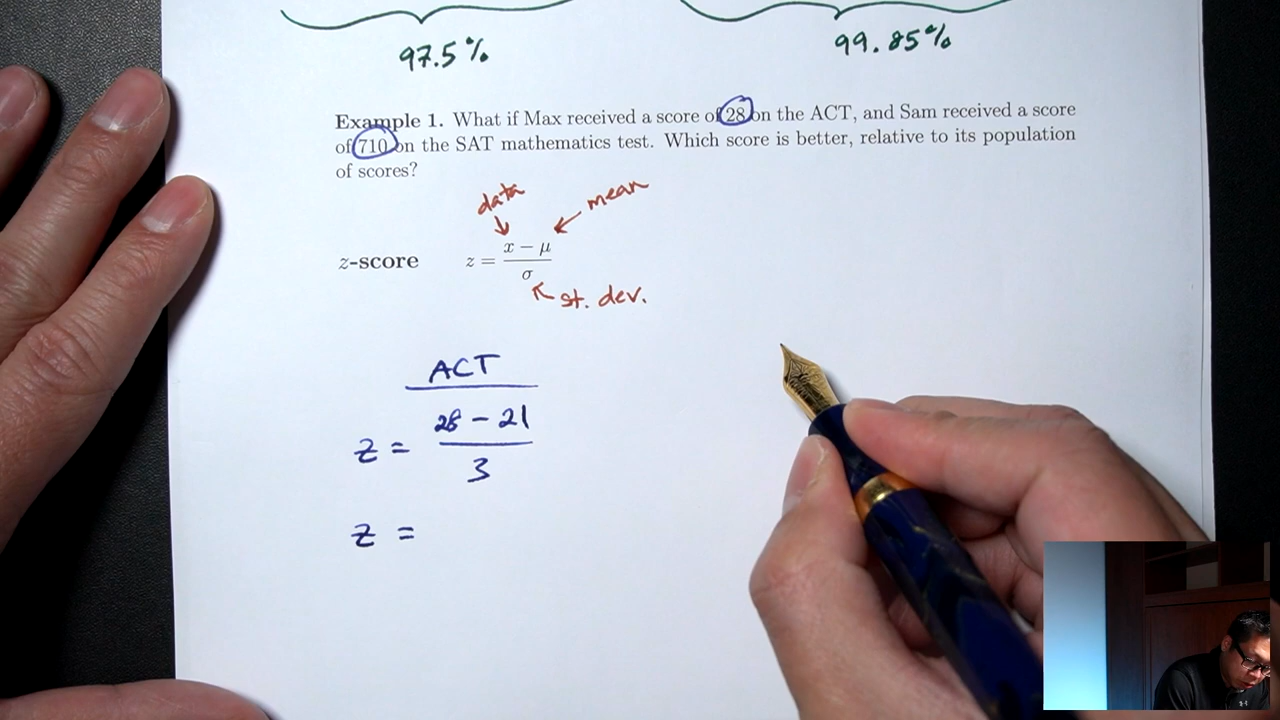 97.5%
99.85%
Example 1. What if Max received a score of 28 on the ACT, and Sam received a score
of 710 on the SAT mathematics test. Which score is better, relative to its population
of scores?
data
mean
z-score z = x − μ / σ
st. dev.
ACT
z = 28 − 21 / 3
z =